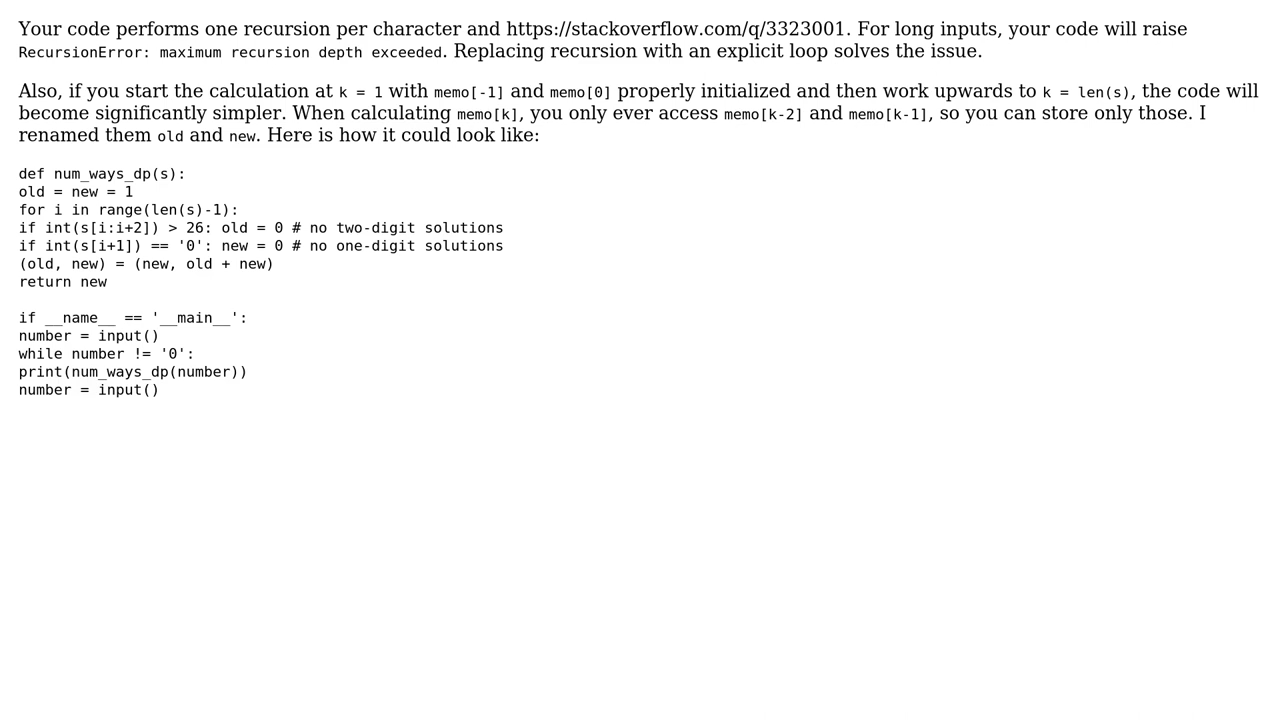 Your code performs one recursion per character and https://stackoverflow.com/q/3323001. For long inputs, your code will raise
RecursionError: maximum recursion depth exceeded. Replacing recursion with an explicit loop solves the issue.
Also, if you start the calculation at k = 1 with memo[-1] and memo[0] properly initialized and then work upwards to k = len(s), the code will
become significantly simpler. When calculating memo[k], you only ever access memo[k-2] and memo[k-1], so you can store only those. I
renamed them old and new. Here is how it could look like:
def num_ways_dp(s):
old = new = 1
for i in range(len(s)-1):
if int(s[i:i+2]) > 26: old = 0 # no two-digit solutions
if int(s[i+1]) == '0': new = 0 # no one-digit solutions
(old, new) = (new, old + new)
return new
if __name__ == '__main__':
number = input()
while number != '0':
print(num_ways_dp(number))
number = input()